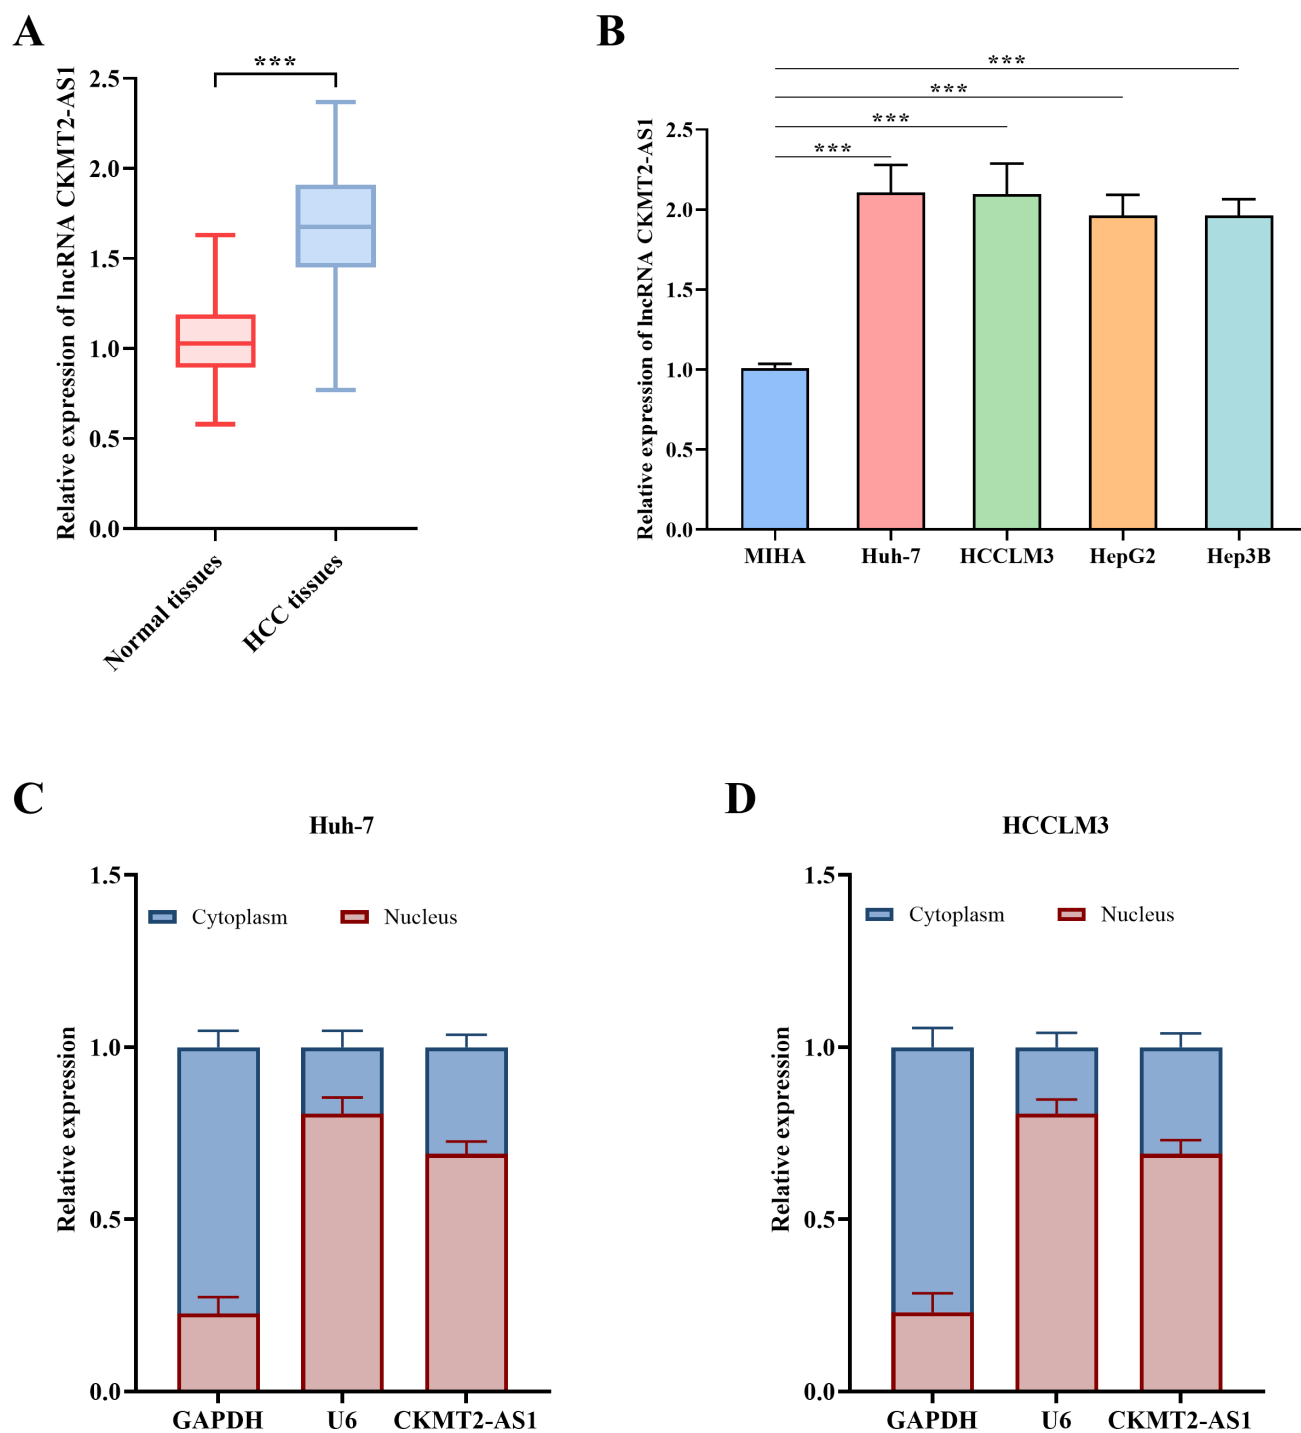 A
Relative expression of lncRNA CKMT2-AS1
2.5
2.0
1.5
1.0
0.5
0.0
***
Normal tissues
HCC tissues
B
Relative expression of lncRNA CKMT2-AS1
2.5
2.0
1.5
1.0
0.5
0.0
***
***
***
***
MIHA
Huh-7
HCCLM3
HepG2
Hep3B
C
Huh-7
Relative expression
1.5
1.0
0.5
0.0
Cytoplasm
Nucleus
GAPDH
U6
CKMT2-AS1
D
HCCLM3
Relative expression
1.5
1.0
0.5
0.0
Cytoplasm
Nucleus
GAPDH
U6
CKMT2-AS1